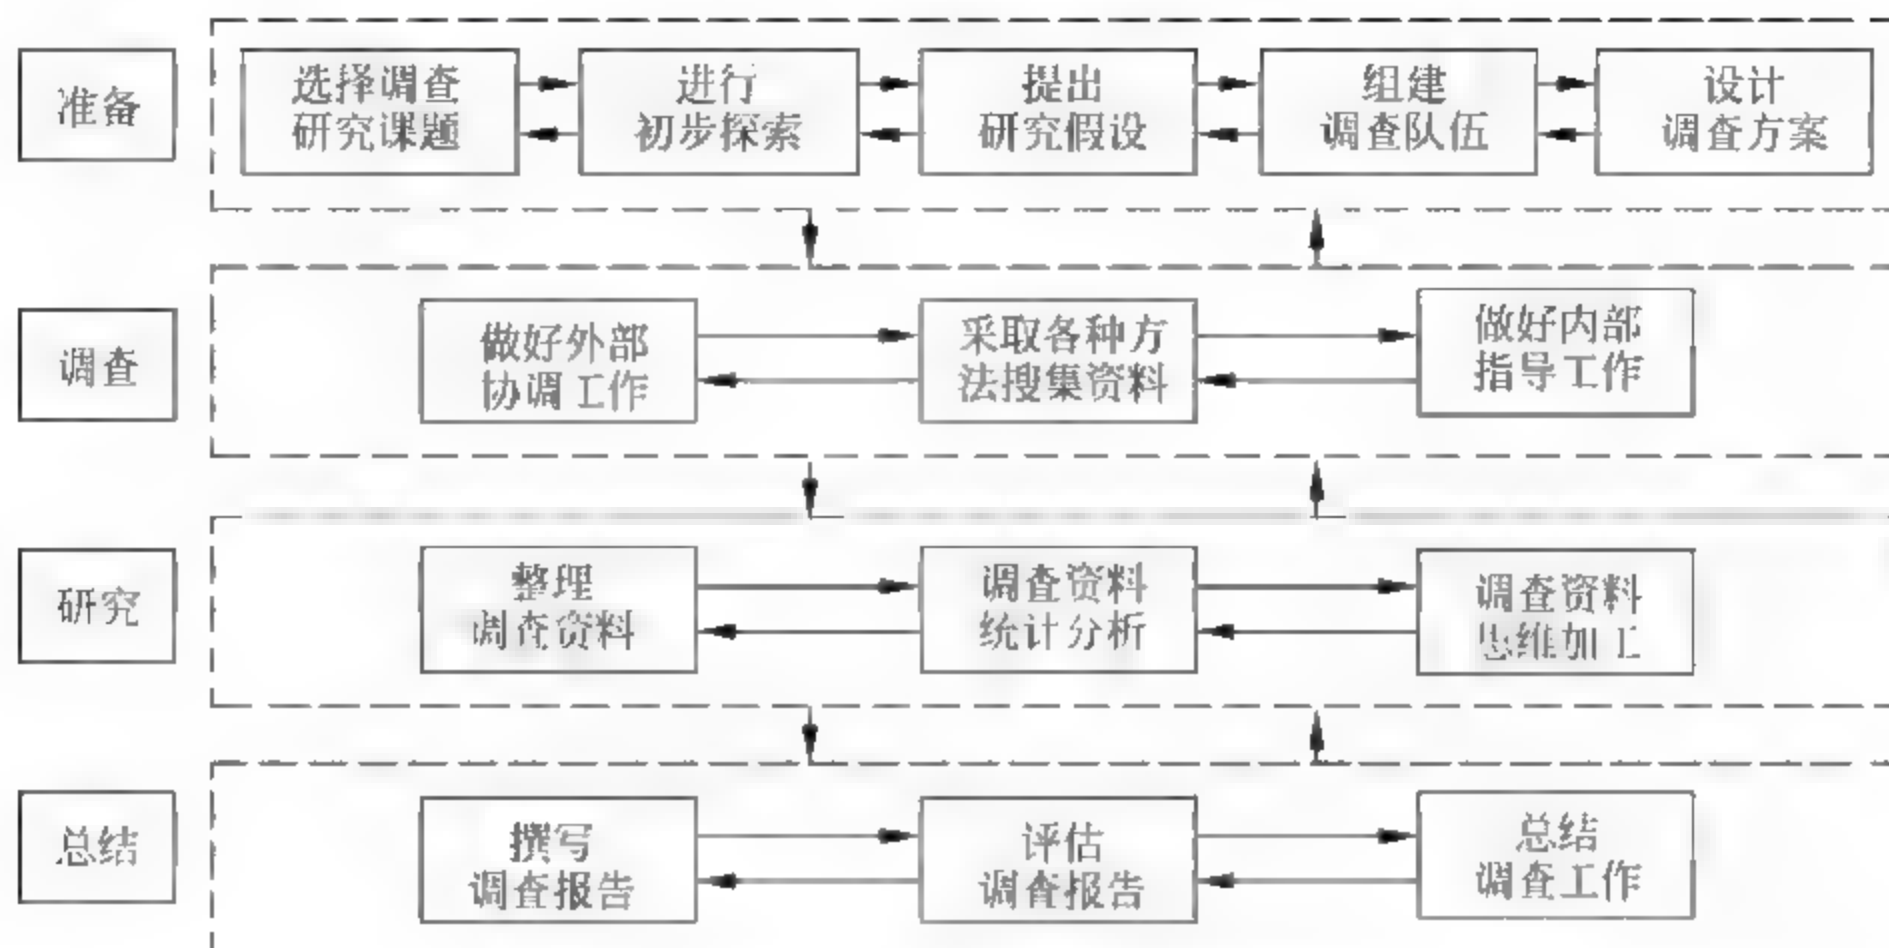 准备
选择调查
研究课题
进行
初步探索
提出
研究假设
组建
调查队伍
设计
调查方案
调查
做好外部
协调工作
采取各种方
法搜集资料
做好内部
指导工作
研究
整理
调查资料
调查资料
统计分析
调查资料
思维加工
总结
撰写
调查报告
评估
调查报告
总结
调查工作